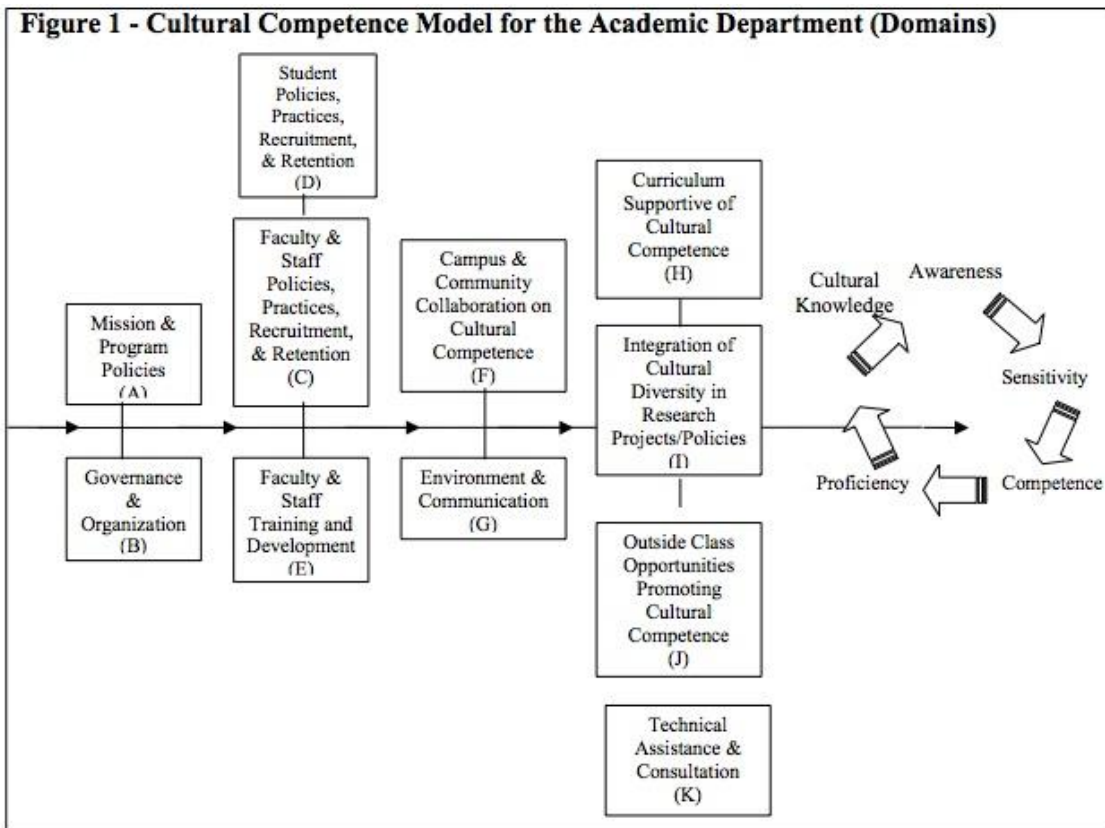 Figure 1 - Cultural Competence Model for the Academic Department (Domains)
Student
Policies,
Practices,
Recruitment,
& Retention
(D)
Faculty &
Staff
Policies,
Practices,
Recruitment,
& Retention
(C)
Mission &
Program
Policies
(A)
Governance
&
Organization
(B)
Faculty &
Staff
Training and
Development
(E)
Campus &
Community
Collaboration on
Cultural
Competence
(F)
Environment &
Communication
(G)
Curriculum
Supportive of
Cultural
Competence
(H)
Integration of
Cultural
Diversity in
Research
Projects/Policies
(I)
Outside Class
Opportunities
Promoting
Cultural
Competence
(J)
Technical
Assistance &
Consultation
(K)
Cultural
Knowledge
Awareness
Sensitivity
Competence
Proficiency